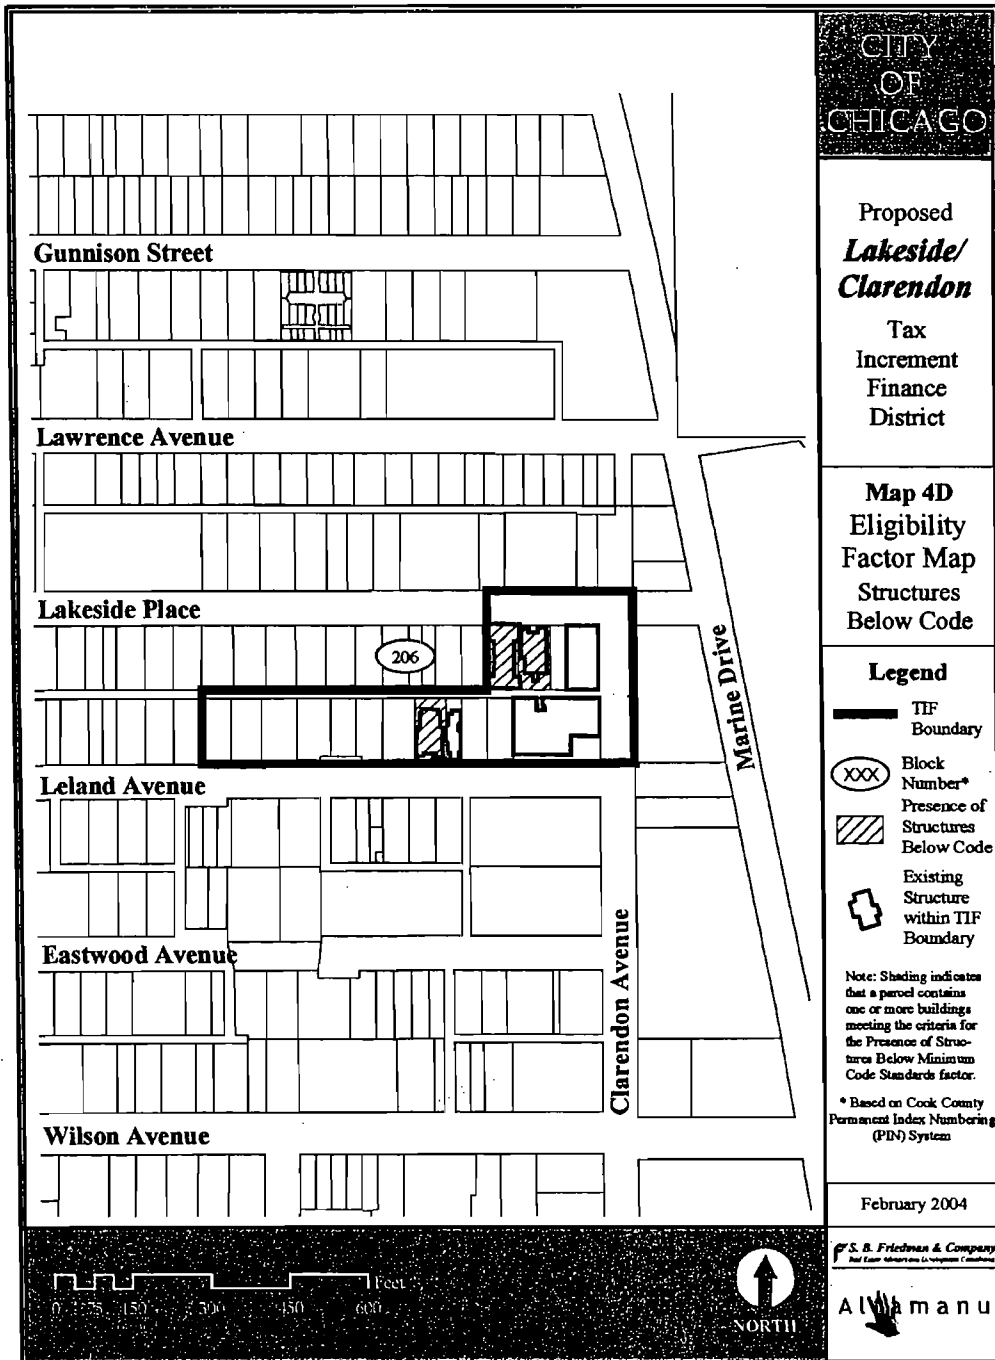 CITY
OF
CHICAGO
Proposed
Lakeside/
Clarendon
Tax
Increment
Finance
District
Map 4D
Eligibility
Factor Map
Structures
Below Code
Legend
TIF
Boundary
XXX
Block
Number*
Presence of
Structures
Below Code
Existing
Structure
within TIF
Boundary
Note: Shading indicates
that a parcel contains
one or more buildings
meeting the criteria for
the Presence of Struc-
tures Below Minimum
Code Standards factor.
* Based on Cook County
Permanent Index Numbering
(PIN) System
February 2004
S. B. Friedman & Company
Alamanu
Gunnison Street
Lawrence Avenue
Lakeside Place
206
Marine Drive
Leland Avenue
Eastwood Avenue
Clarendon Avenue
Wilson Avenue
Feet
0 75 150 300 450 600
NORTH